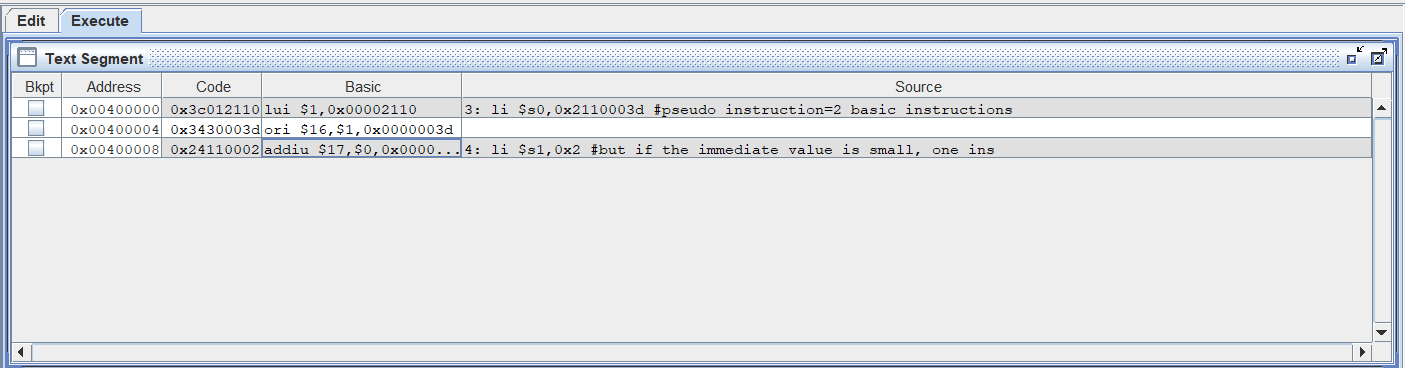 Edit Execute
Text Segment
Bkpt Address Code Basic Source
0x00400000 0x3c012110 lui $1,0x00002110 3: li $s0,0x2110003d #pseudo instruction=2 basic instructions
0x00400004 0x3430003d ori $16,$1,0x0000003d
0x00400008 0x24110002 addiu $17,$0,0x0000... 4: li $s1,0x2 #but if the immediate value is small, one ins